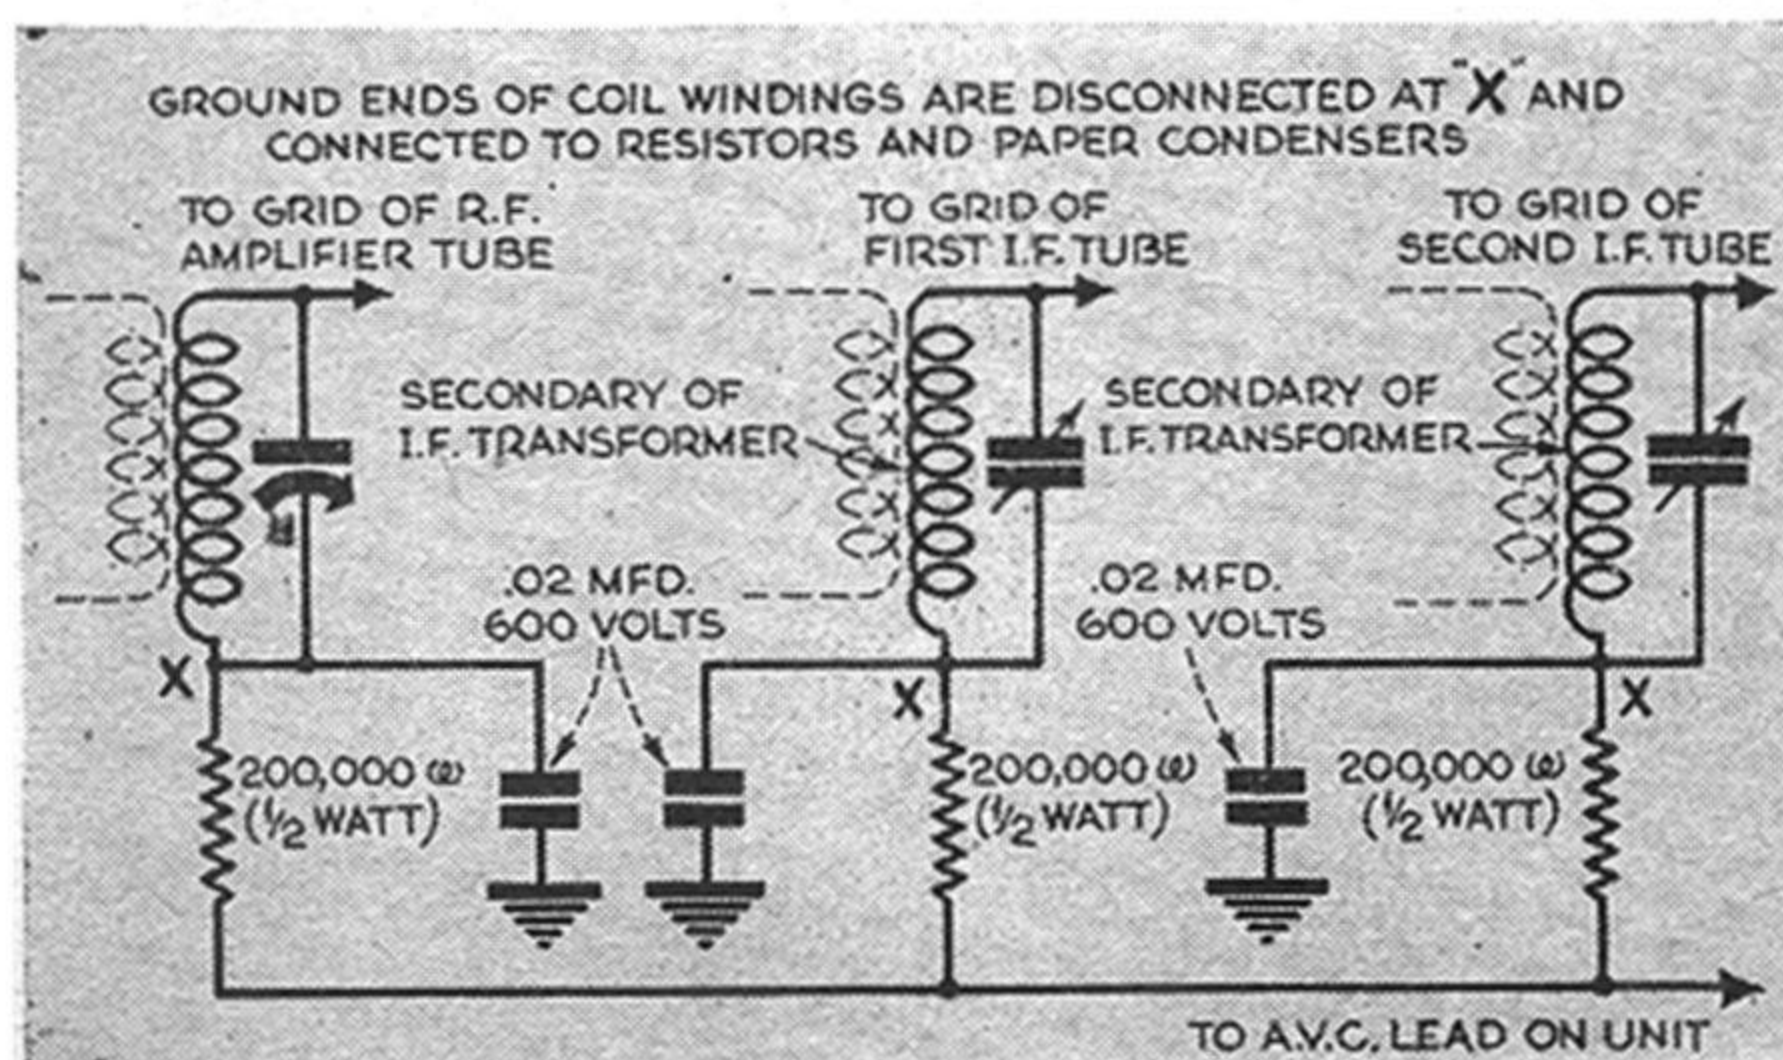 GROUND ENDS OF COIL WINDINGS ARE DISCONNECTED AT "X" AND
CONNECTED TO RESISTORS AND PAPER CONDENSERS
TO GRID OF R.F.
AMPLIFIER TUBE
TO GRID OF
FIRST I.F. TUBE
TO GRID OF
SECOND I.F. TUBE
SECONDARY OF
I.F. TRANSFORMER
SECONDARY OF
I.F. TRANSFORMER
.02 MFD.
600 VOLTS
.02 MFD.
600 VOLTS
X
X
X
200,000 ω
(1/2 WATT)
200,000 ω
(1/2 WATT)
200,000 ω
(1/2 WATT)
TO A.V.C. LEAD ON UNIT